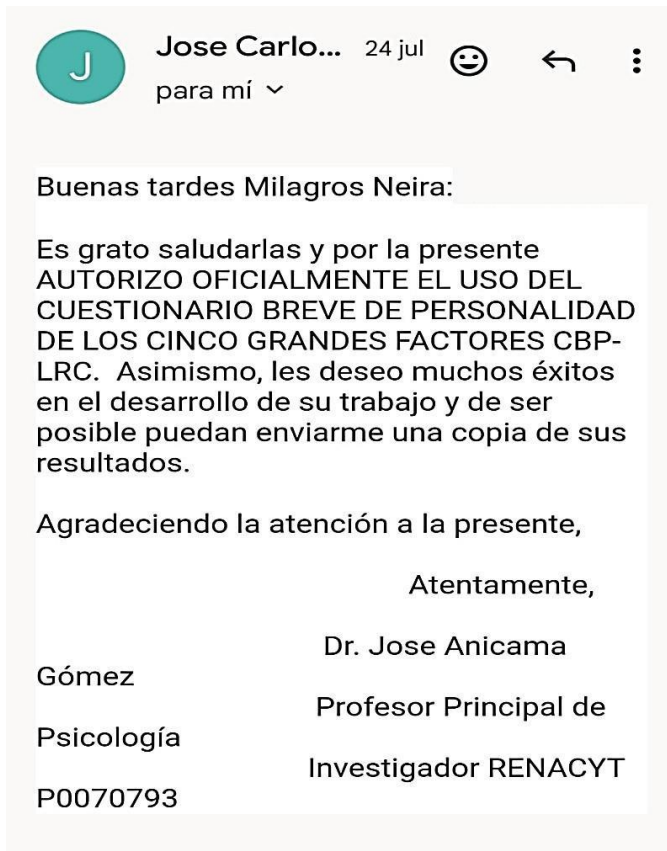 J
Jose Carlo... 24 jul
para mí
Buenas tardes Milagros Neira:
Es grato saludarlas y por la presente
AUTORIZO OFICIALMENTE EL USO DEL
CUESTIONARIO BREVE DE PERSONALIDAD
DE LOS CINCO GRANDES FACTORES CBP-
LRC.  Asimismo, les deseo muchos éxitos
en el desarrollo de su trabajo y de ser
posible puedan enviarme una copia de sus
resultados.
Agradeciendo la atención a la presente,
Atentamente,
Dr. Jose Anicama
Gómez
Profesor Principal de
Psicología
Investigador RENACYT
P0070793